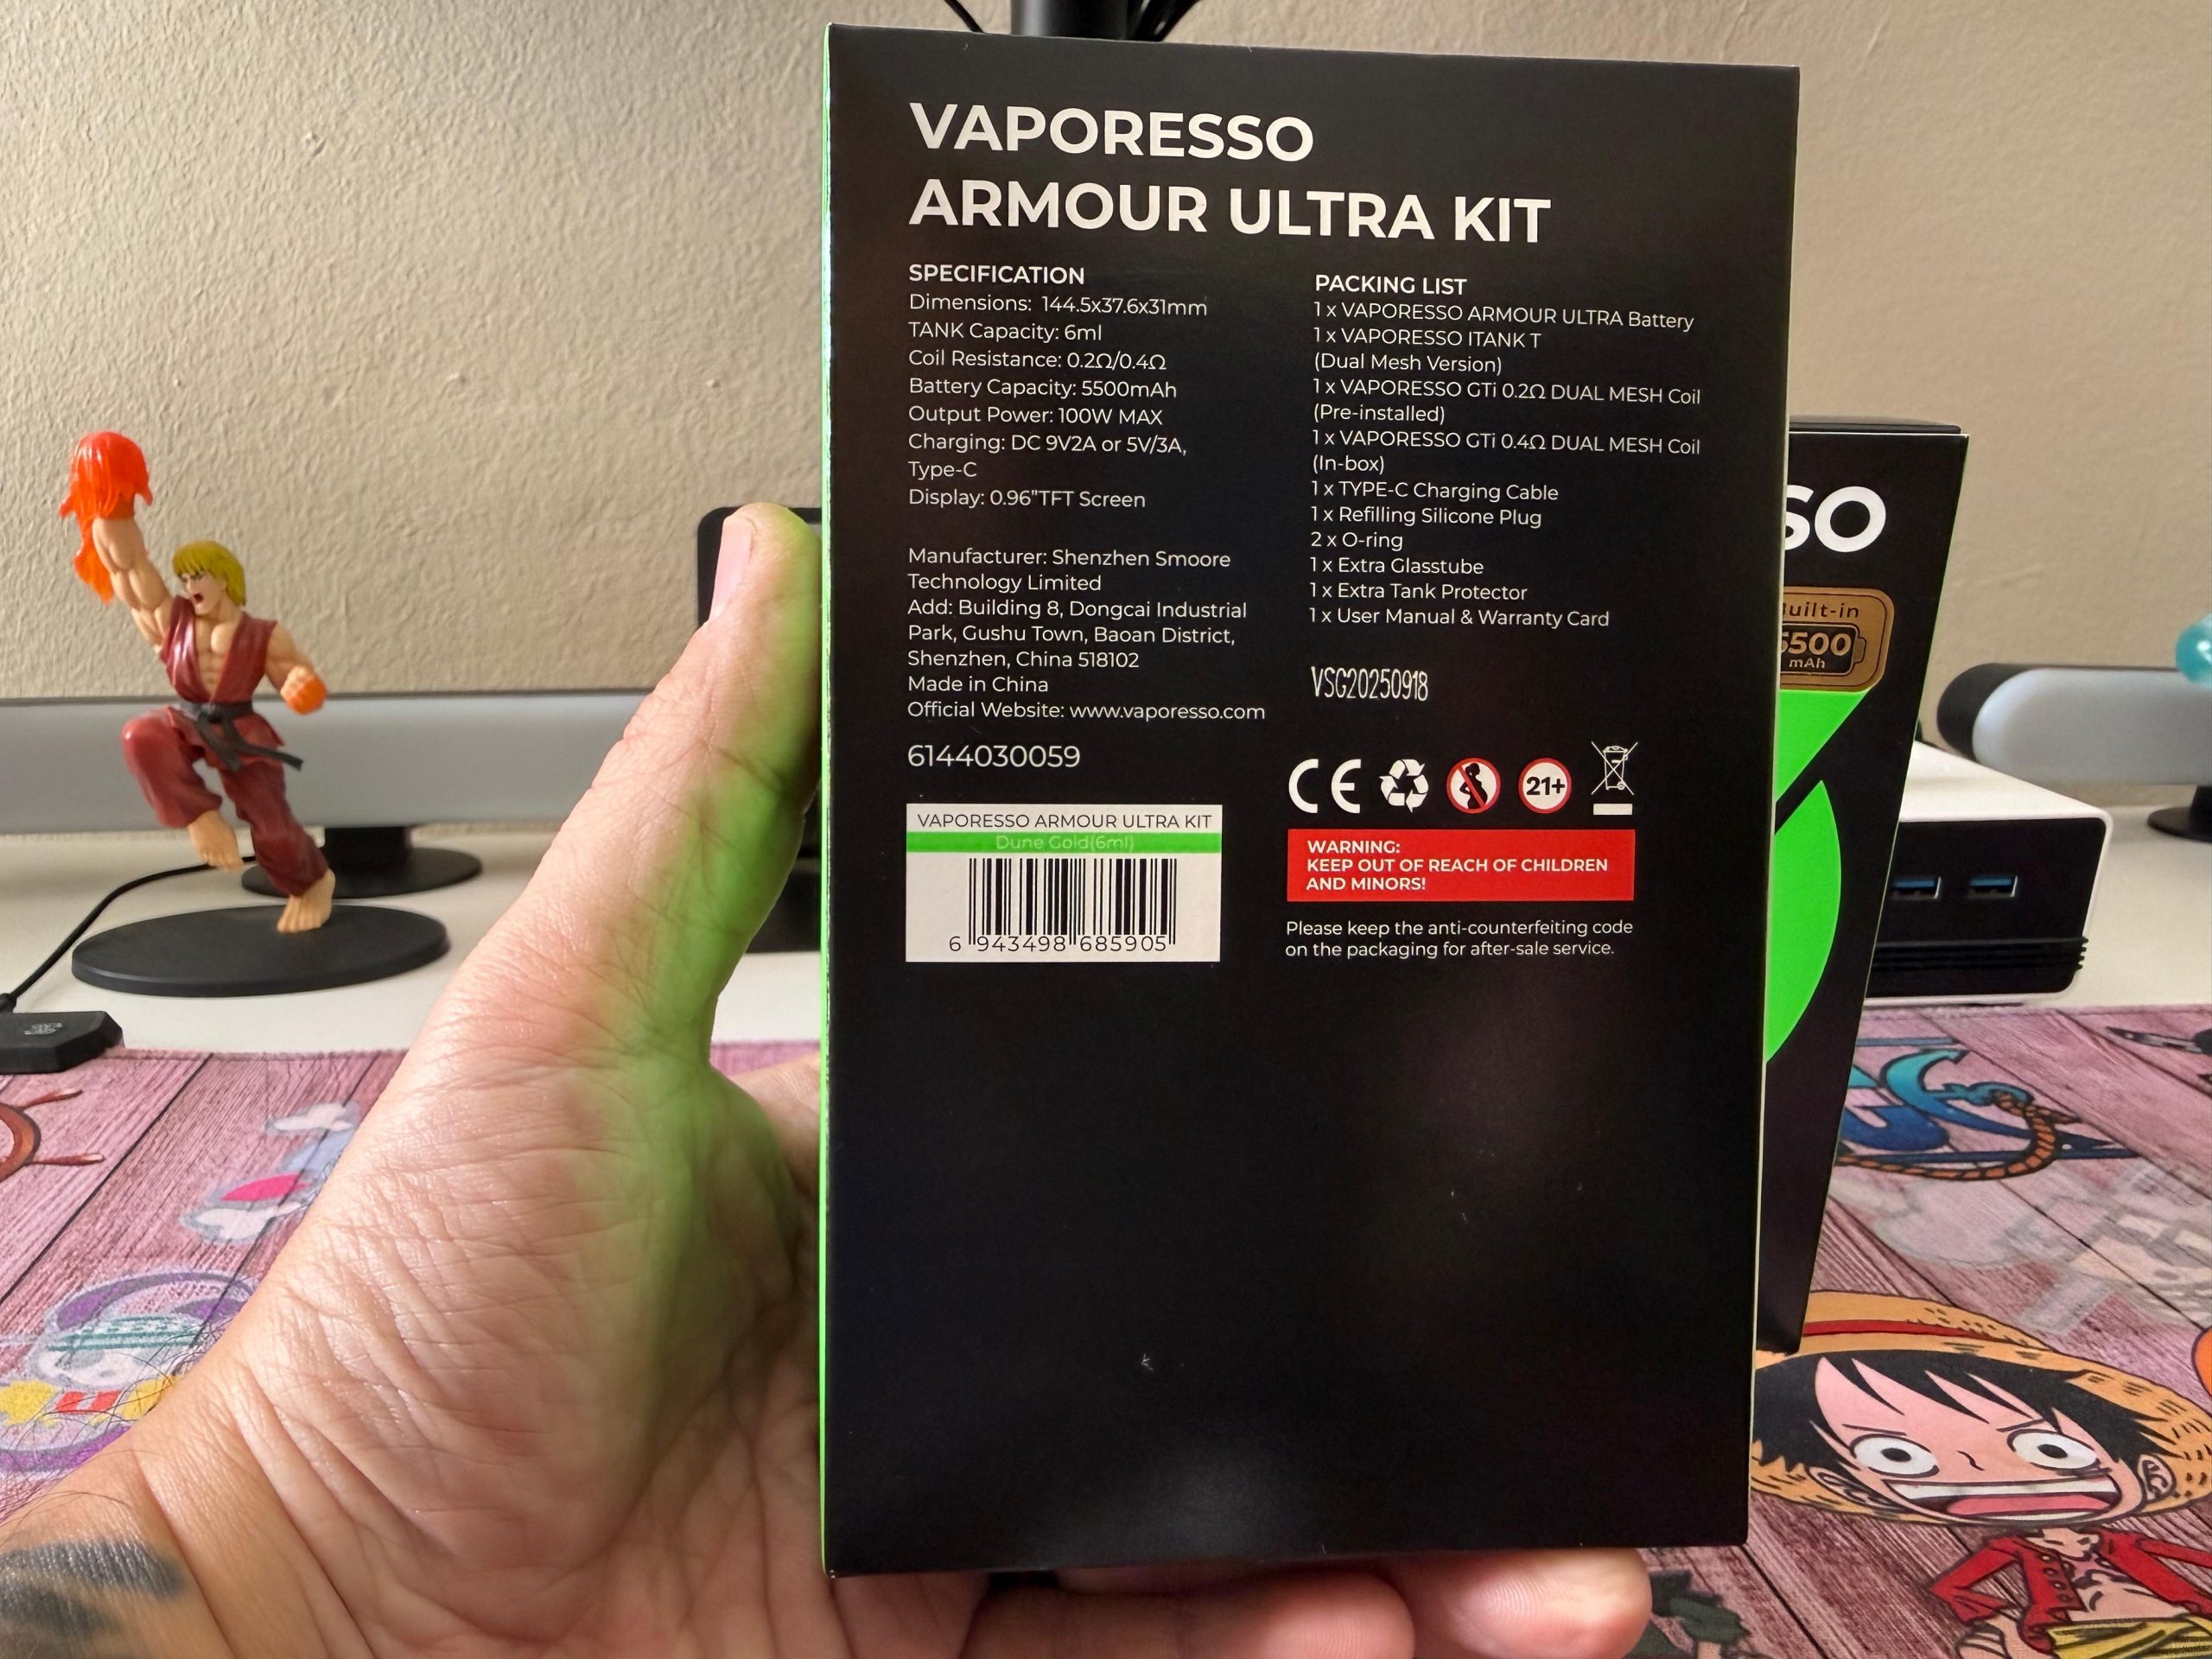 VAPORESSO
ARMOUR ULTRA KIT
SPECIFICATION
Dimensions: 144.5x37.6x31mm
TANK Capacity: 6ml
Coil Resistance: 0.2Ω/0.4Ω
Battery Capacity: 5500mAh
Output Power: 100W MAX
Charging: DC 9V2A or 5V/3A,
Type-C
Display: 0.96"TFT Screen
Manufacturer: Shenzhen Smoore
Technology Limited
Add: Building 8, Dongcai Industrial
Park, Gushu Town, Baoan District,
Shenzhen, China 518102
Made in China
Official Website: www.vaporesso.com
6144030059
VAPORESSO ARMOUR ULTRA KIT
Dune Gold(6ml)
6 943498 685905
PACKING LIST
1 x VAPORESSO ARMOUR ULTRA Battery
1 x VAPORESSO ITANK T
(Dual Mesh Version)
1 x VAPORESSO GTi 0.2Ω DUAL MESH Coil
(Pre-installed)
1 x VAPORESSO GTi 0.4Ω DUAL MESH Coil
(In-box)
1 x TYPE-C Charging Cable
1 x Refilling Silicone Plug
2 x O-ring
1 x Extra Glasstube
1 x Extra Tank Protector
1 x User Manual & Warranty Card
VSG20250918
CE
21+
WARNING:
KEEP OUT OF REACH OF CHILDREN
AND MINORS!
Please keep the anti-counterfeiting code
on the packaging for after-sale service.
SO
Built-in
5500
mAh